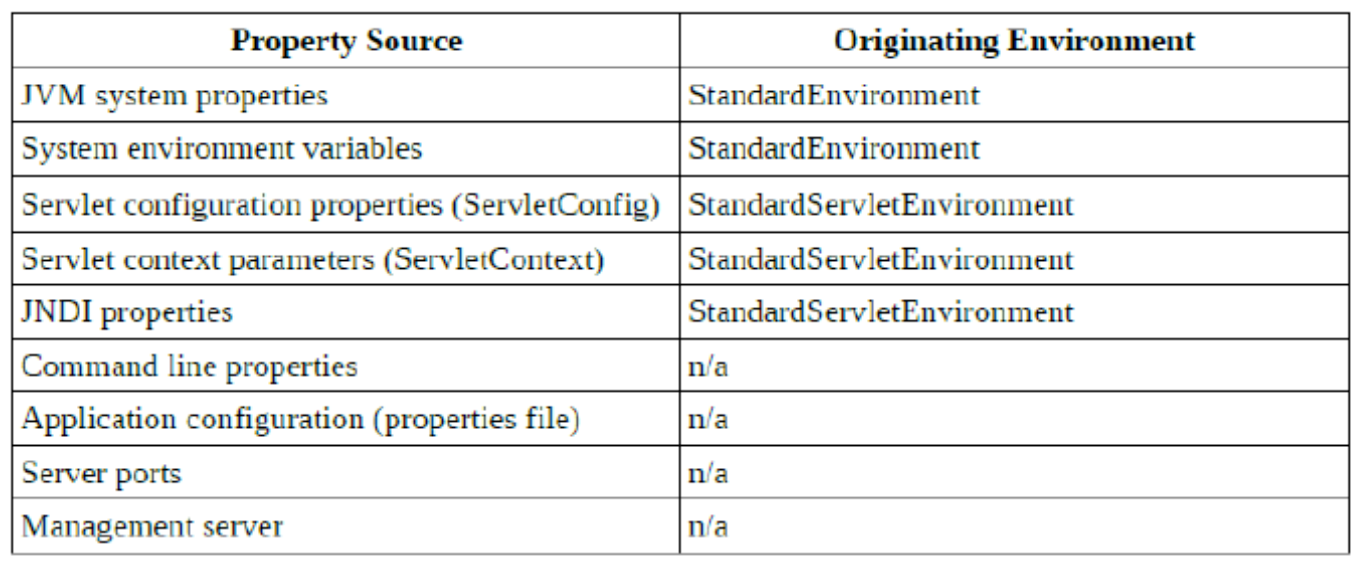 Property Source Originating Environment
JVM system properties StandardEnvironment
System environment variables StandardEnvironment
Servlet configuration properties (ServletConfig) StandardServletEnvironment
Servlet context parameters (ServletContext) StandardServletEnvironment
JNDI properties StandardServletEnvironment
Command line properties n/a
Application configuration (properties file) n/a
Server ports n/a
Management server n/a